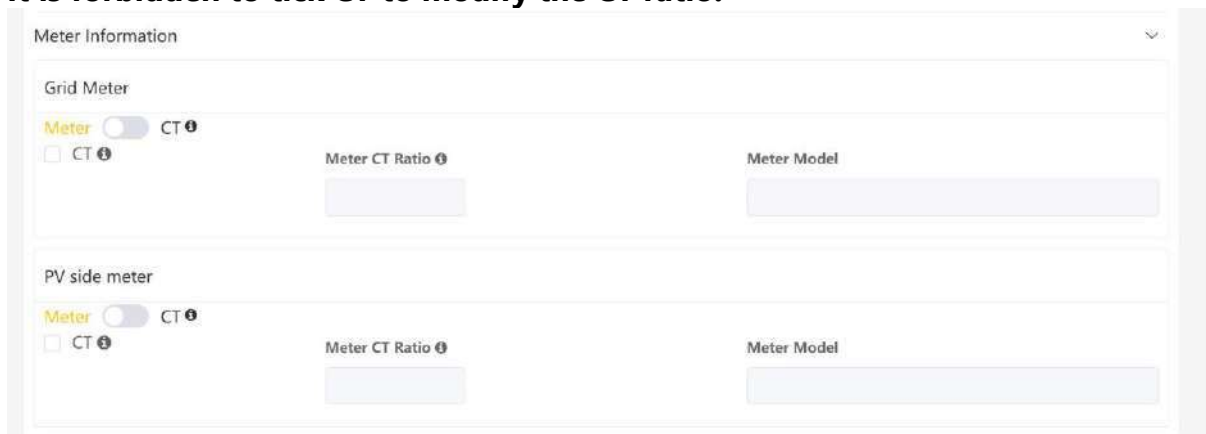 It is forbidden to tick CT to modify the CT ratio.
Meter Information
Grid Meter
Meter CT
CT
Meter CT Ratio
Meter Model
PV side meter
Meter CT
CT
Meter CT Ratio
Meter Model